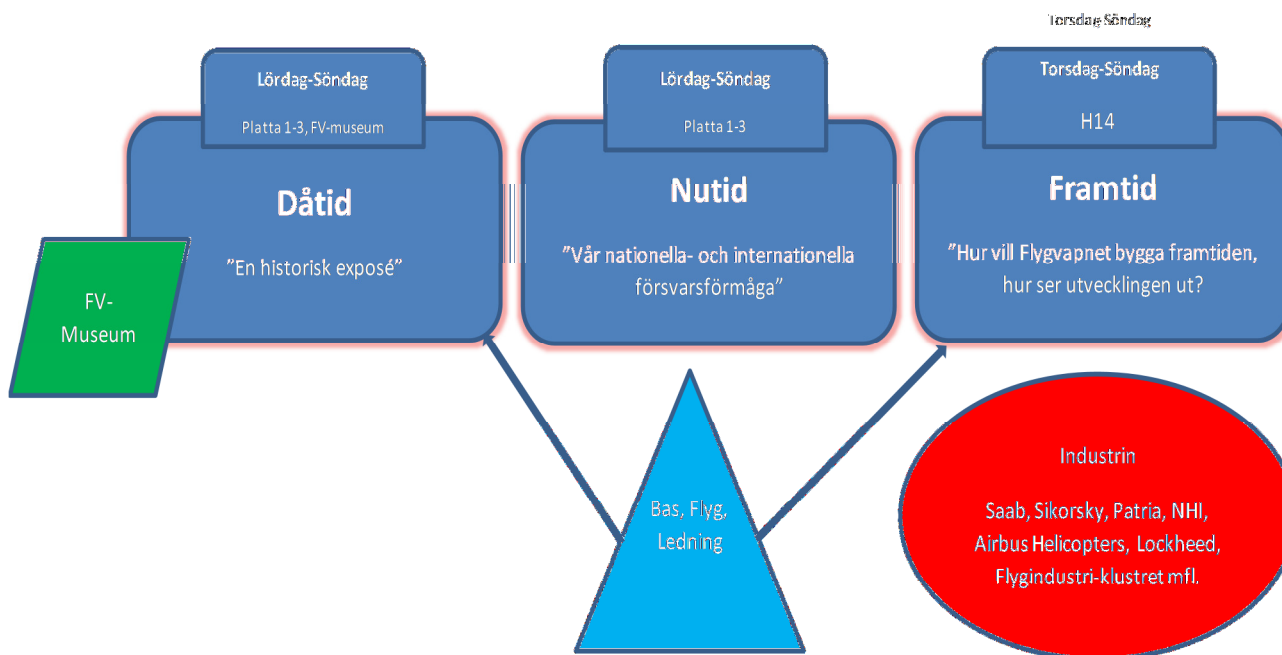 Torsdag-Söndag
Lördag-Söndag
Platta 1-3, FV-museum
Dåtid
"En historisk exposé"
FV-
Museum
Lördag-Söndag
Platta 1-3
Nutid
"Vår nationella- och internationella
försvarsförmåga"
Torsdag-Söndag
H14
Framtid
"Hur vill Flygvapnet bygga framtiden,
hur ser utvecklingen ut?
Bas, Flyg,
Ledning
Industrin
Saab, Sikorsky, Patria, NHI,
Airbus Helicopters, Lockheed,
Flygindustri-klustret mfl.